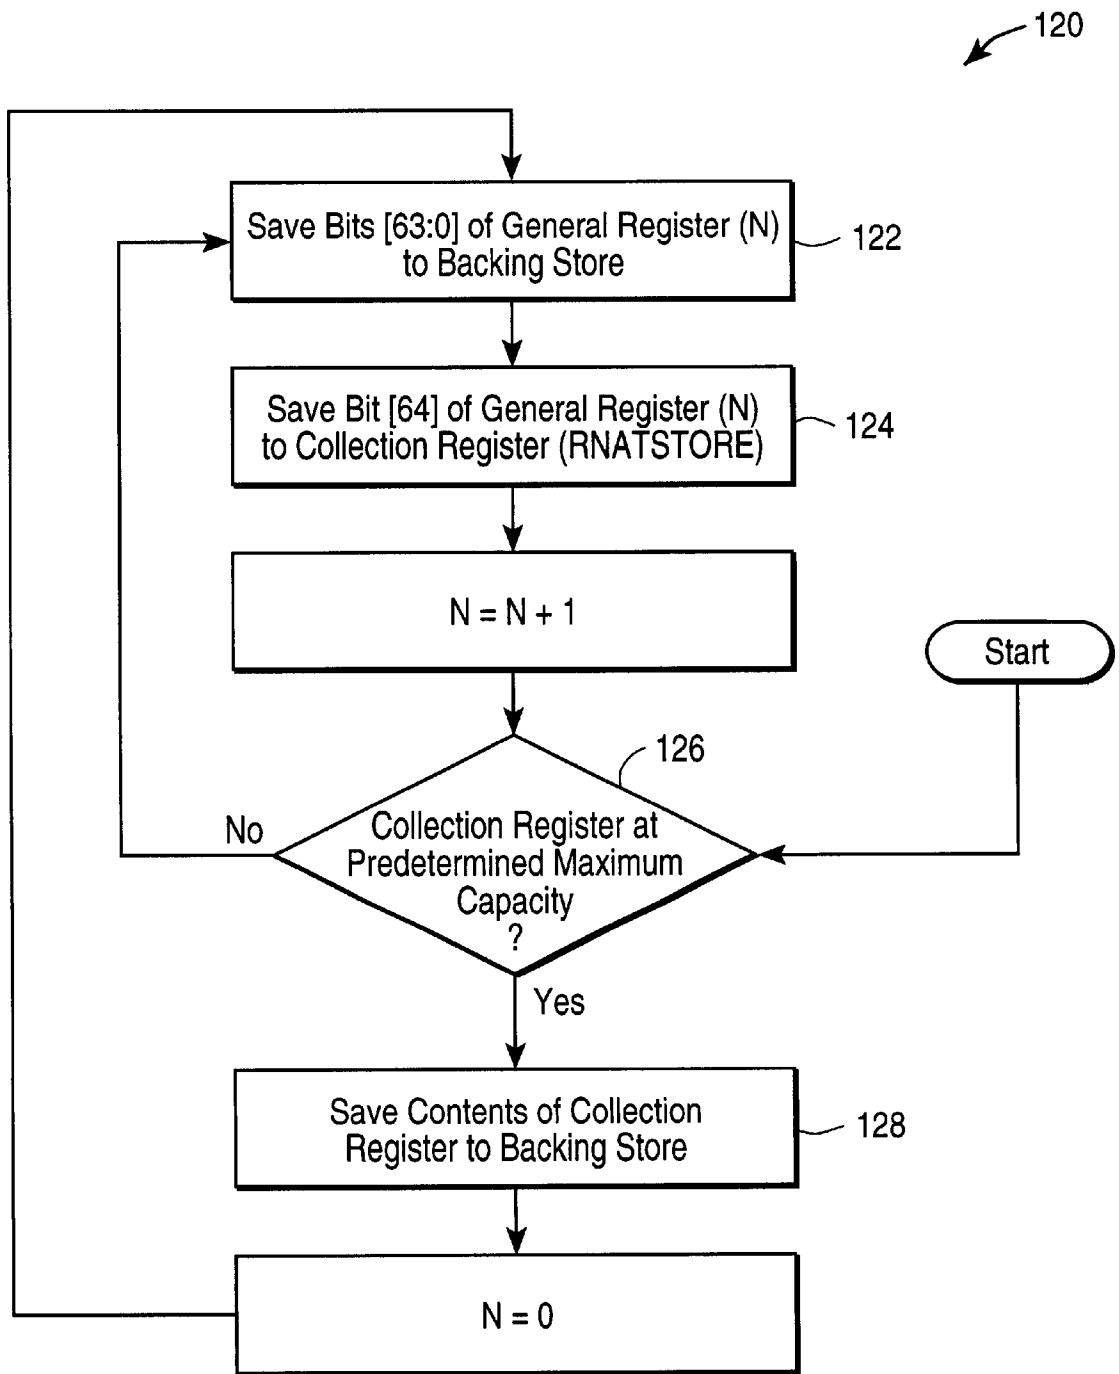 120
Save Bits [63:0] of General Register (N)
to Backing Store
122
Save Bit [64] of General Register (N)
to Collection Register (RNATSTORE)
124
N = N + 1
Start
126
Collection Register at
Predetermined Maximum
Capacity
?
No
Yes
Save Contents of Collection
Register to Backing Store
128
N = 0